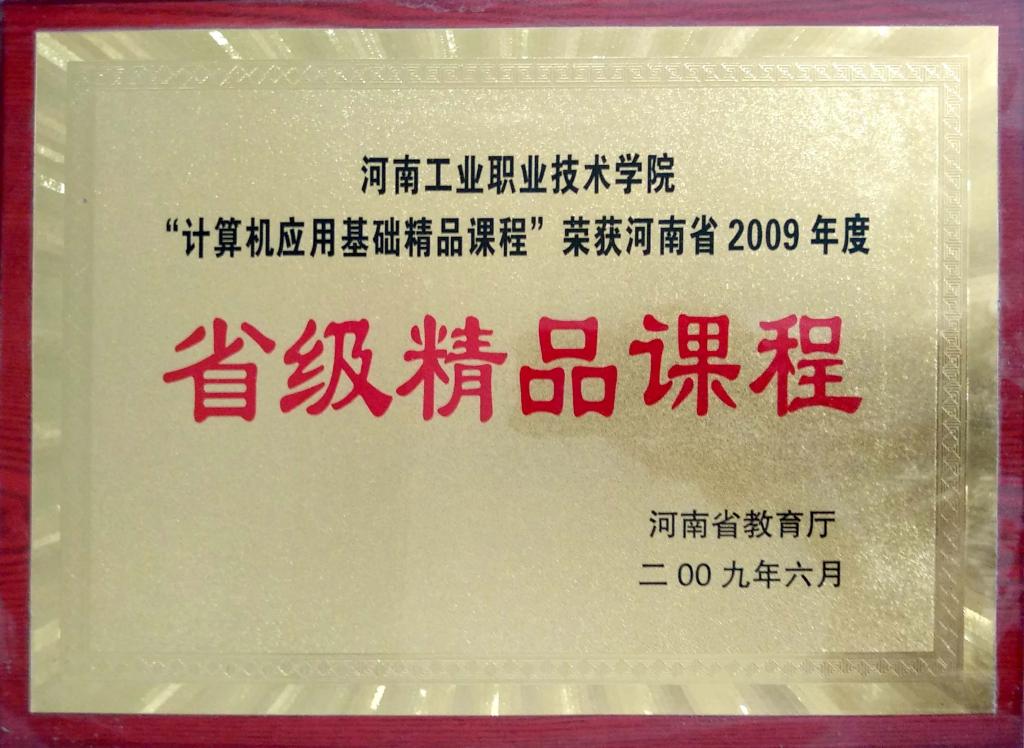 河南工业职业技术学院
“计算机应用基础精品课程”荣获河南省2009年度
省级精品课程
河南省教育厅
二00九年六月